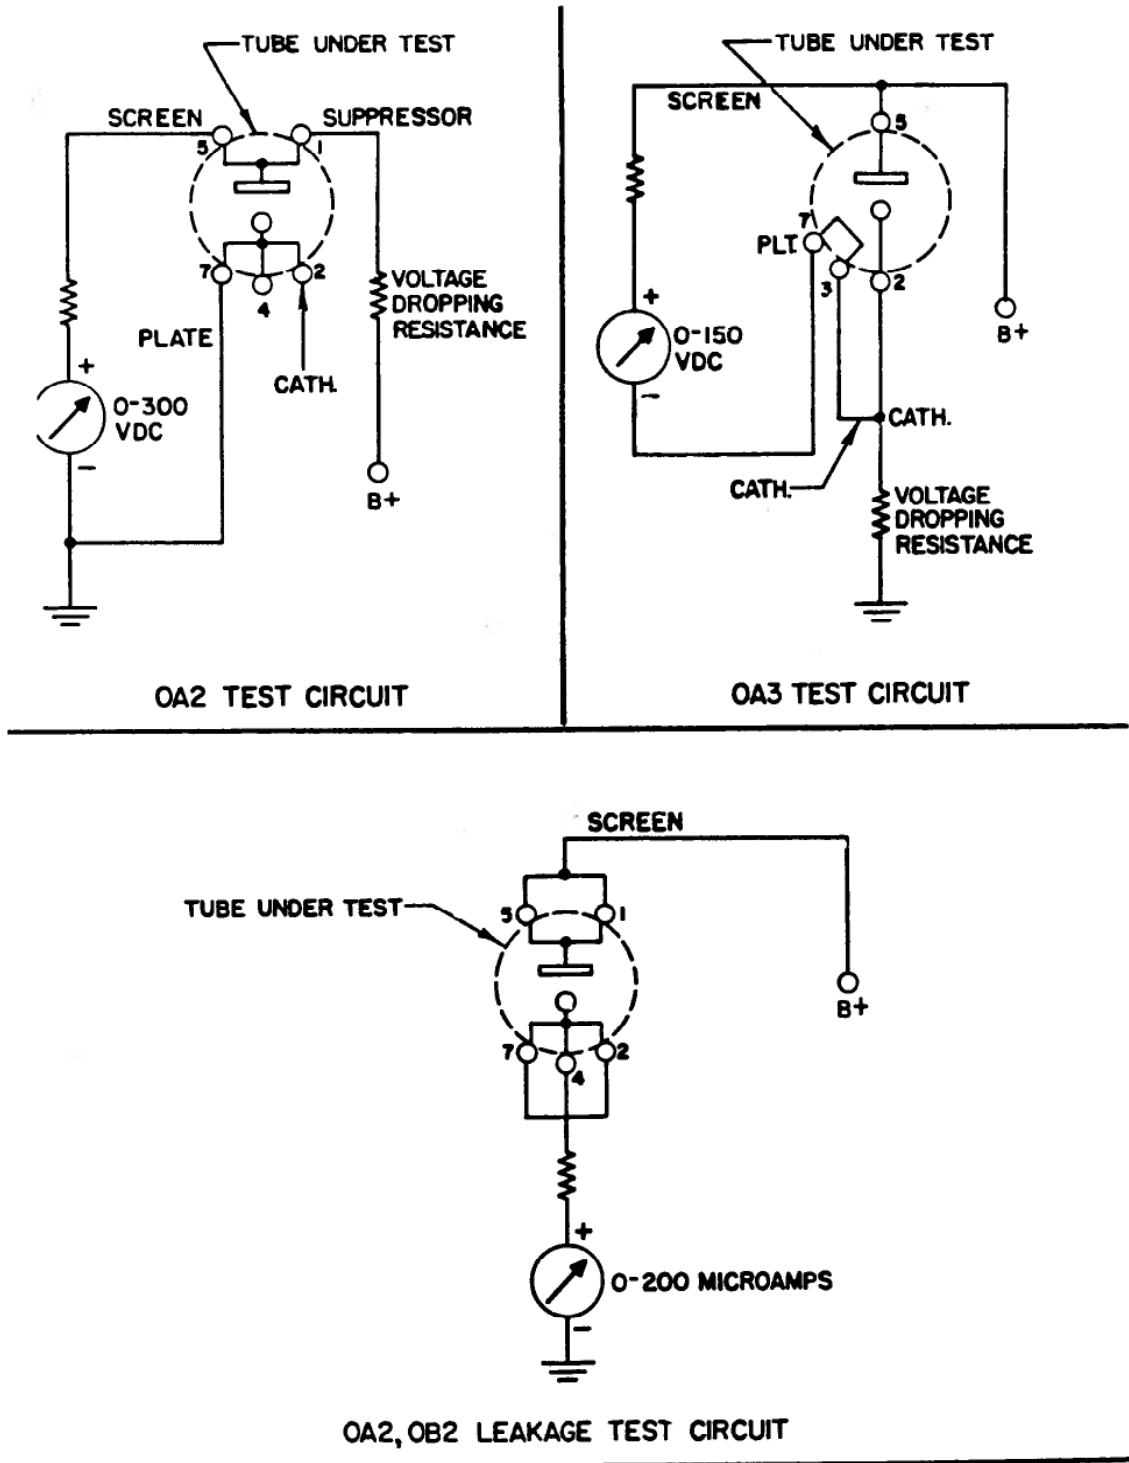 TUBE UNDER TEST
SCREEN
SUPPRESSOR
5
1
7
4
2
VOLTAGE
DROPPING
RESISTANCE
PLATE
CATH.
+
0-300
VDC
-
B+
OA2 TEST CIRCUIT
TUBE UNDER TEST
SCREEN
5
7
PLT.
3
2
+
0-150
VDC
-
B+
CATH.
CATH.
VOLTAGE
DROPPING
RESISTANCE
OA3 TEST CIRCUIT
SCREEN
TUBE UNDER TEST
5
1
B+
7
2
4
+
0-200 MICROAMPS
-
OA2, OB2 LEAKAGE TEST CIRCUIT